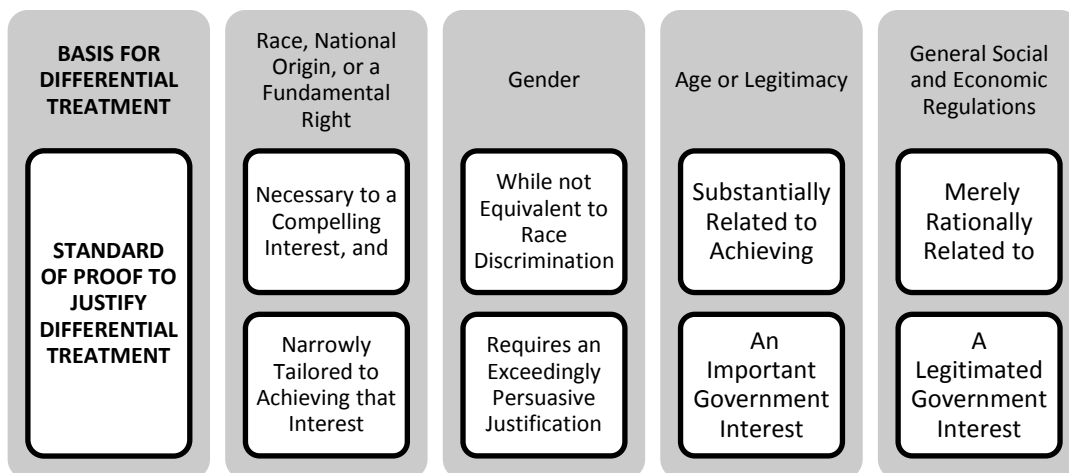 BASIS FOR
DIFFERENTIAL
TREATMENT
STANDARD
OF PROOF TO
JUSTIFY
DIFFERENTIAL
TREATMENT
Race, National
Origin, or a
Fundamental
Right
Necessary to a
Compelling
Interest, and
Narrowly
Tailored to
Achieving that
Interest
Gender
While not
Equivalent to
Race
Discrimination
Requires an
Exceedingly
Persuasive
Justification
Age or Legitimacy
Substantially
Related to
Achieving
An
Important
Government
Interest
General Social
and Economic
Regulations
Merely
Rationally
Related to
A
Legitimated
Government
Interest